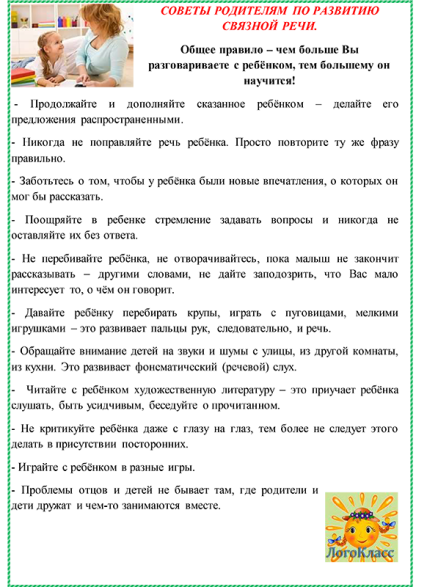 СОВЕТЫ РОДИТЕЛЯМ ПО РАЗВИТИЮ
СВЯЗНОЙ РЕЧИ.
Общее правило – чем больше Вы
разговариваете с ребёнком, тем большему он
научится!
- Продолжайте и дополняйте сказанное ребёнком – делайте его
предложения распространенными.
- Никогда не поправляйте речь ребёнка. Просто повторите ту же фразу
правильно.
- Заботьтесь о том, чтобы у ребёнка были новые впечатления, о которых он
мог бы рассказать.
- Поощряйте в ребенке стремление задавать вопросы и никогда не
оставляйте их без ответа.
- Не перебивайте ребёнка, не отворачивайтесь, пока малыш не закончит
рассказывать – другими словами, не дайте заподозрить, что Вас мало
интересует то, о чём он говорит.
- Давайте ребёнку перебирать крупы, играть с пуговицами, мелкими
игрушками – это развивает пальцы рук, следовательно, и речь.
- Обращайте внимание детей на звуки и шумы с улицы, из другой комнаты,
из кухни. Это развивает фонематический (речевой) слух.
- Читайте с ребёнком художественную литературу – это приучает ребёнка
слушать, быть усидчивым, беседуйте о прочитанном.
- Не критикуйте ребёнка даже с глазу на глаз, тем более не следует этого
делать в присутствии посторонних.
- Играйте с ребёнком в разные игры.
- Проблемы отцов и детей не бывает там, где родители и
дети дружат и чем-то занимаются вместе.
ЛогоКласс